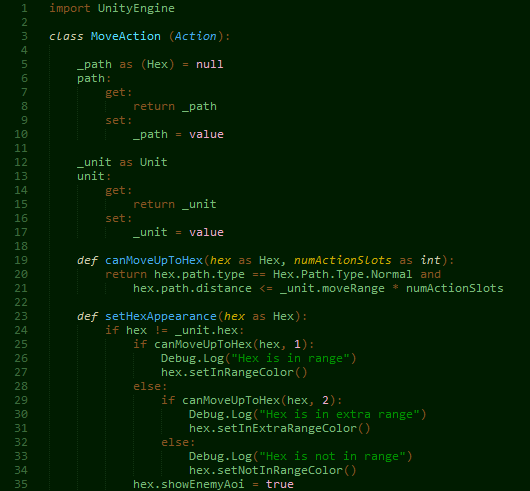 1 import UnityEngine
2
3 class MoveAction (Action):
4
5     _path as (Hex) = null
6     path:
7         get:
8             return _path
9         set:
10             _path = value
11
12     _unit as Unit
13     unit:
14         get:
15             return _unit
16         set:
17             _unit = value
18
19     def canMoveUpToHex(hex as Hex, numActionSlots as int):
20         return hex.path.type == Hex.Path.Type.Normal and
21             hex.path.distance <= _unit.moveRange * numActionSlots
22
23     def setHexAppearance(hex as Hex):
24         if hex != _unit.hex:
25             if canMoveUpToHex(hex, 1):
26                 Debug.Log("Hex is in range")
27                 hex.setInRangeColor()
28             else:
29                 if canMoveUpToHex(hex, 2):
30                     Debug.Log("Hex is in extra range")
31                     hex.setInExtraRangeColor()
32                 else:
33                     Debug.Log("Hex is not in range")
34                     hex.setNotInRangeColor()
35             hex.showEnemyAoi = true